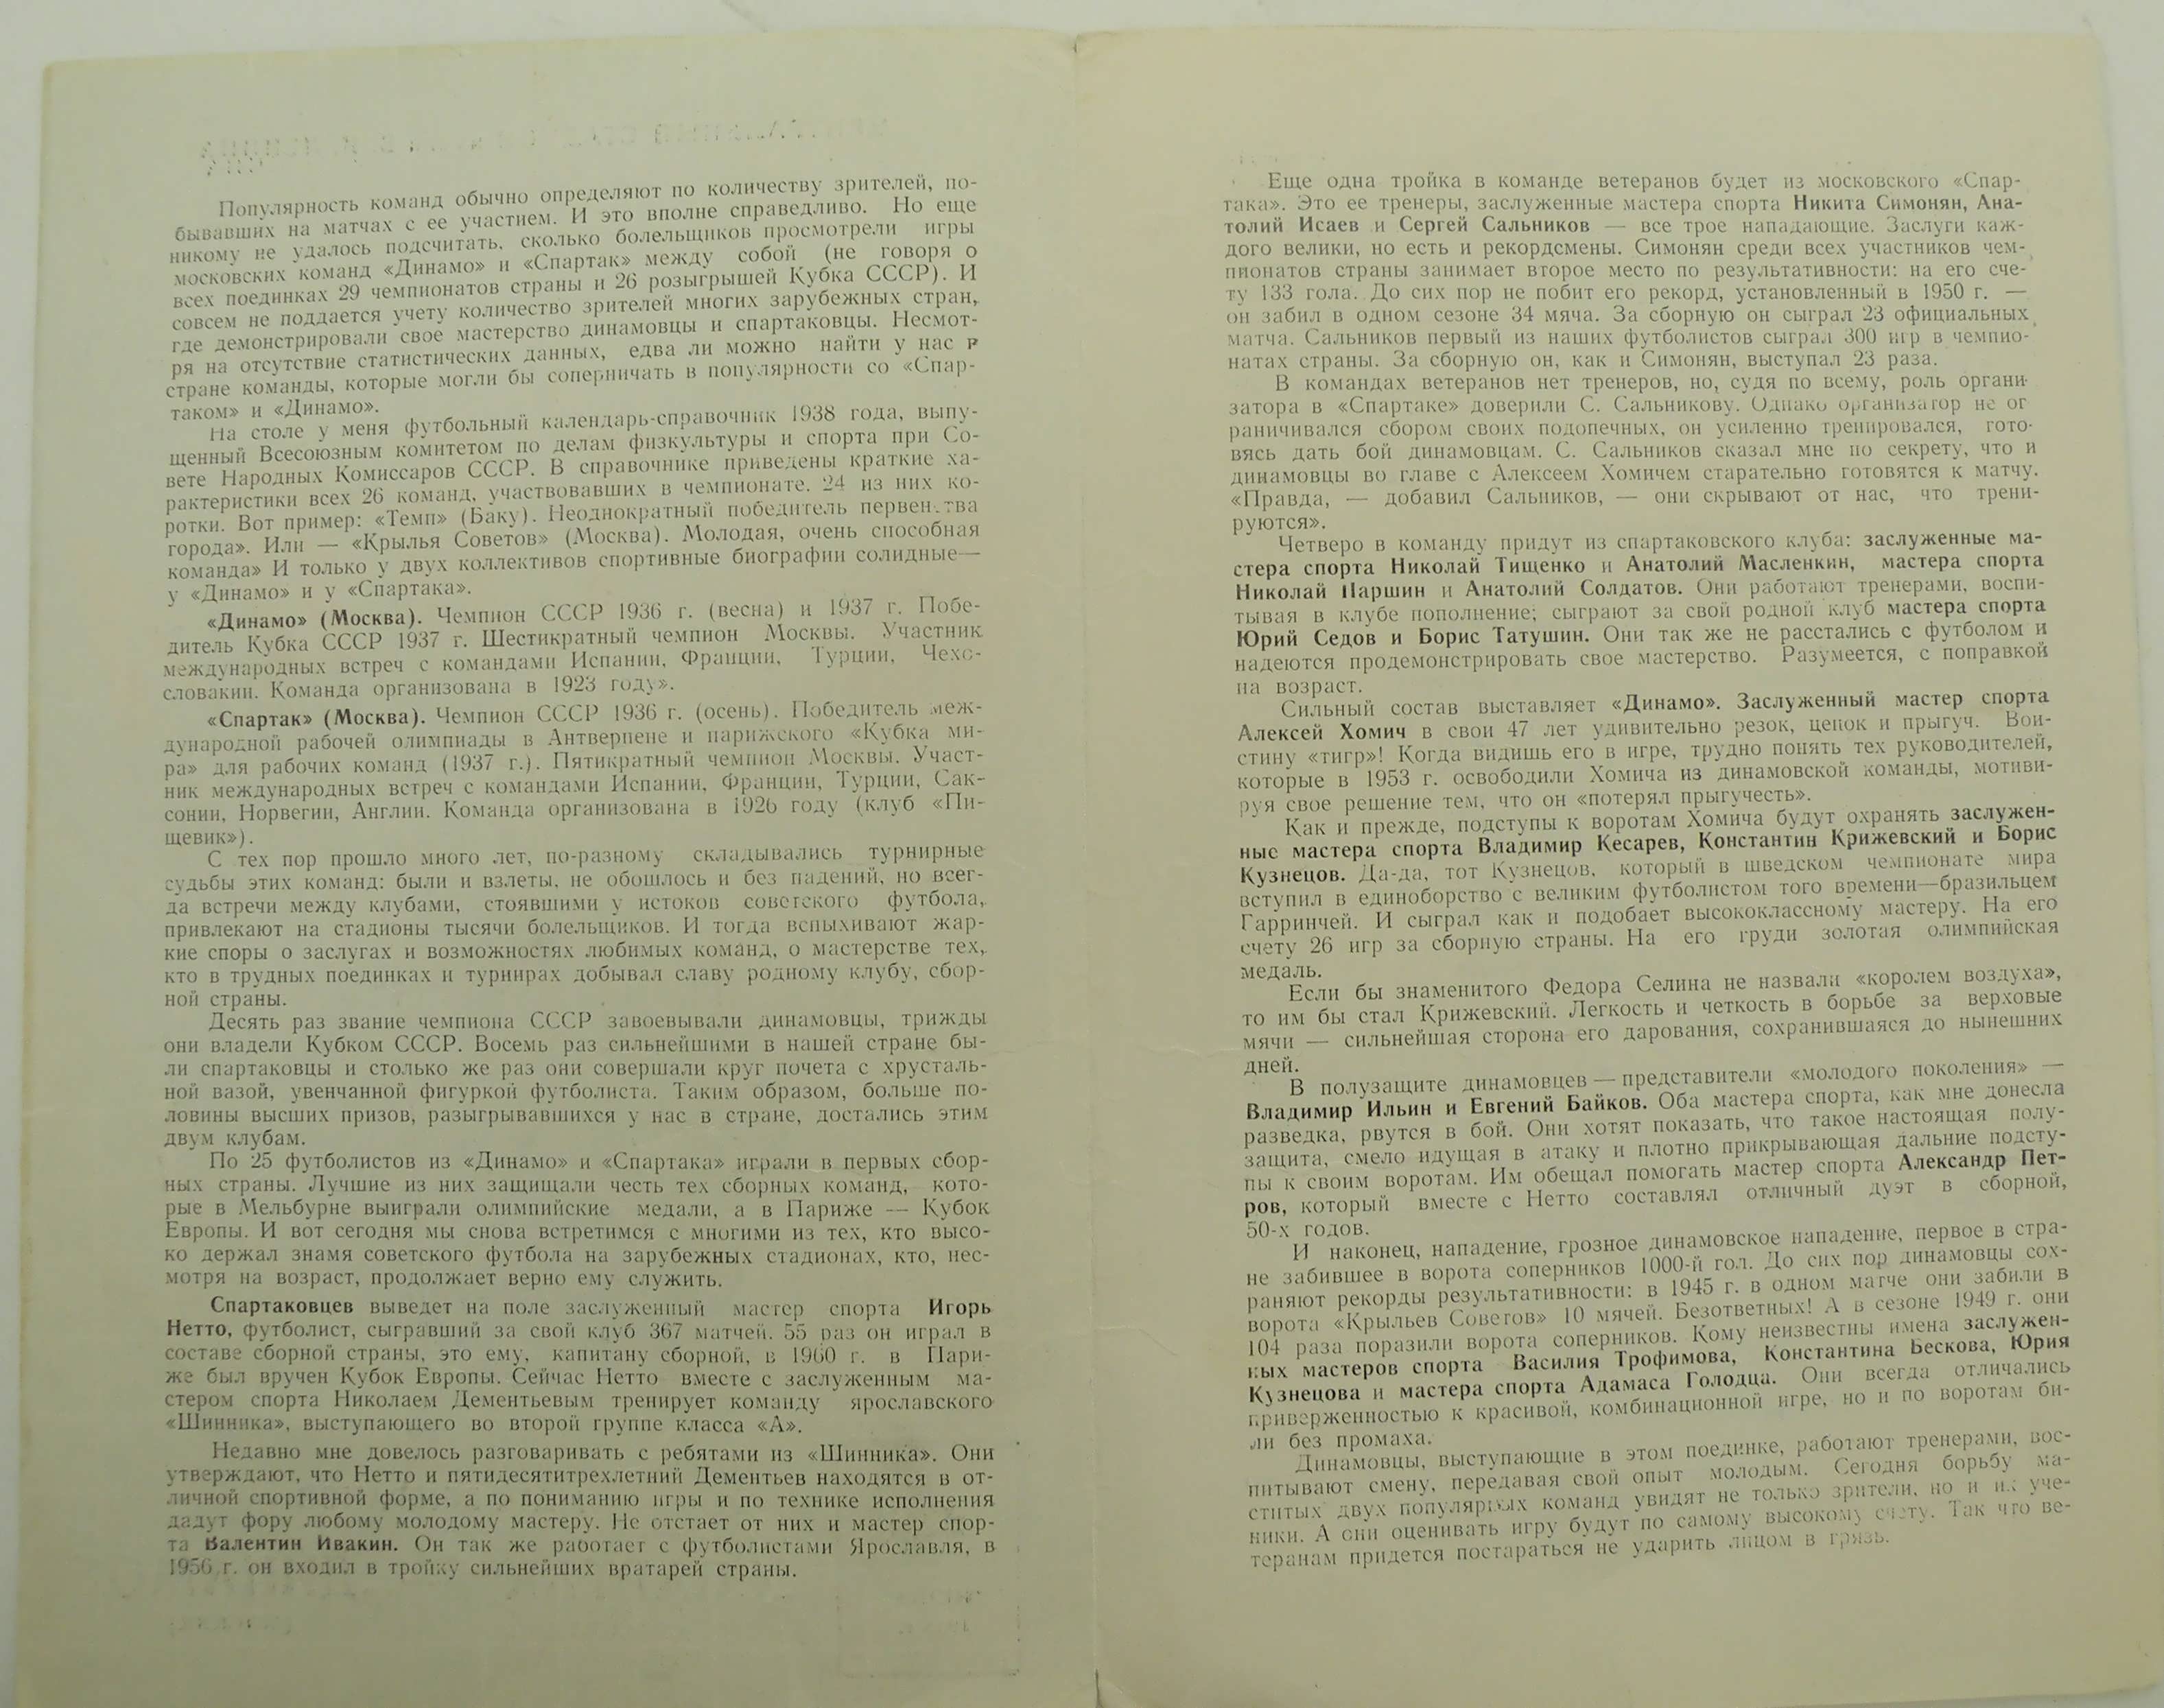 Популярность команд обычно определяют по количеству зрителей, по-
бывавших на матчах с ее участием. И это вполне справедливо. Но еще
никому не удалось подсчитать, сколько болельщиков просмотрели игры
московских команд «Динамо» и «Спартак» между собой (не говоря о
всех поединках 29 чемпионатов страны и 26 розыгрышей Кубка СССР). И
совсем не поддается учету количество зрителей многих зарубежных стран,
где демонстрировали свое мастерство динамовцы и спартаковцы. Несмот-
ря на отсутствие статистических данных, едва ли можно найти у нас в
стране команды, которые могли бы соперничать в популярности со «Спар-
таком» и «Динамо».
На столе у меня футбольный календарь-справочник 1938 года, выпу-
щенный Всесоюзным комитетом по делам физкультуры и спорта при Со-
вете Народных Комиссаров СССР. В справочнике приведены краткие ха-
рактеристики всех 26 команд, участвовавших в чемпионате. 24 из них ко-
ротки. Вот пример: «Темп» (Баку). Неоднократный победитель первенства
города». Или — «Крылья Советов» (Москва). Молодая, очень способная
команда» И только у двух коллективов спортивные биографии солидные—
у «Динамо» и у «Спартака».
«Динамо» (Москва). Чемпион СССР 1936 г. (весна) и 1937 г. Побе-
дитель Кубка СССР 1937 г. Шестикратный чемпион Москвы. Участник
международных встреч с командами Испании, Франции, Турции, Чехо-
словакии. Команда организована в 1923 году».
«Спартак» (Москва). Чемпион СССР 1936 г. (осень). Победитель меж-
дународной рабочей олимпиады в Антверпене и парижского «Кубка ми-
ра» для рабочих команд (1937 г.). Пятикратный чемпион Москвы. Участ-
ник международных встреч с командами Испании, Франции, Турции, Сак-
сонии, Норвегии, Англии. Команда организована в 1926 году (клуб «Пи-
щевик»).
С тех пор прошло много лет, по-разному складывались турнирные
судьбы этих команд: были и взлеты, не обошлось и без падений, но всег-
да встречи между клубами, стоявшими у истоков советского футбола,
привлекают на стадионы тысячи болельщиков. И тогда вспыхивают жар-
кие споры о заслугах и возможностях любимых команд, о мастерстве тех,
кто в трудных поединках и турнирах добывал славу родному клубу, сбор-
ной страны.
Десять раз звание чемпиона СССР завоевывали динамовцы, трижды
они владели Кубком СССР. Восемь раз сильнейшими в нашей стране бы-
ли спартаковцы и столько же раз они совершали круг почета с хрусталь-
ной вазой, увенчанной фигуркой футболиста. Таким образом, больше по-
ловины высших призов, разыгрывавшихся у нас в стране, достались этим
двум клубам.
По 25 футболистов из «Динамо» и «Спартака» играли в первых сбор-
ных страны. Лучшие из них защищали честь тех сборных команд, кото-
рые в Мельбурне выиграли олимпийские медали, а в Париже — Кубок
Европы. И вот сегодня мы снова встретимся с многими из тех, кто высо-
ко держал знамя советского футбола на зарубежных стадионах, кто, нес-
мотря на возраст, продолжает верно ему служить.
Спартаковцев выведет на поле заслуженный мастер спорта Игорь
Нетто, футболист, сыгравший за свой клуб 367 матчей. 55 раз он играл в
составе сборной страны, это ему, капитану сборной, в 1960 г. в Пари-
же был вручен Кубок Европы. Сейчас Нетто вместе с заслуженным ма-
стером спорта Николаем Дементьевым тренирует команду ярославского
«Шинника», выступающего во второй группе класса «А».
Недавно мне довелось разговаривать с ребятами из «Шинника». Они
утверждают, что Нетто и пятидесятитрехлетний Дементьев находятся в от-
личной спортивной форме, а по пониманию игры и по технике исполнения
дадут фору любому молодому мастеру. Не отстает от них и мастер спор-
та Валентин Ивакин. Он так же работает с футболистами Ярославля, в
1956 г. он входил в тройку сильнейших вратарей страны.
Еще одна тройка в команде ветеранов будет из московского «Спар-
така». Это ее тренеры, заслуженные мастера спорта Никита Симонян, Ана-
толий Исаев и Сергей Сальников — все трое нападающие. Заслуги каж-
дого велики, но есть и рекордсмены. Симонян среди всех участников чем-
пионатов страны занимает второе место по результативности: на его сче-
ту 133 гола. До сих пор не побит его рекорд, установленный в 1950 г. —
он забил в одном сезоне 34 мяча. За сборную он сыграл 23 официальных
матча. Сальников первый из наших футболистов сыграл 300 игр в чемпио-
натах страны. За сборную он, как и Симонян, выступал 23 раза.
В командах ветеранов нет тренеров, но, судя по всему, роль органи-
затора в «Спартаке» доверили С. Сальникову. Однако организатор не ог
раничивался сбором своих подопечных, он усиленно тренировался, гото-
вясь дать бой динамовцам. С. Сальников сказал мне по секрету, что и
динамовцы во главе с Алексеем Хомичем старательно готовятся к матчу.
«Правда, — добавил Сальников, — они скрывают от нас, что трени-
руются».
Четверо в команду придут из спартаковского клуба: заслуженные ма-
стера спорта Николай Тищенко и Анатолий Масленкин, мастера спорта
Николай Паршин и Анатолий Солдатов. Они работают тренерами, воспи-
тывая в клубе пополнение; сыграют за свой родной клуб мастера спорта
Юрий Седов и Борис Татушин. Они так же не расстались с футболом и
надеются продемонстрировать свое мастерство. Разумеется, с поправкой
на возраст.
Сильный состав выставляет «Динамо». Заслуженный мастер спорта
Алексей Хомич в свои 47 лет удивительно резок, цепок и прыгуч. Вои-
стину «тигр»! Когда видишь его в игре, трудно понять тех руководителей,
которые в 1953 г. освободили Хомича из динамовской команды, мотиви-
руя свое решение тем, что он «потерял прыгучесть».
Как и прежде, подступы к воротам Хомича будут охранять заслужен-
ные мастера спорта Владимир Кесарев, Константин Крижевский и Борис
Кузнецов. Да-да, тот Кузнецов, который в шведском чемпионате мира
вступил в единоборство с великим футболистом того времени—бразильцем
Гарринчей. И сыграл как и подобает высококлассному мастеру. На его
счету 26 игр за сборную страны. На его груди золотая олимпийская
медаль.
Если бы знаменитого Федора Селина не назвали «королем воздуха»,
то им бы стал Крижевский. Легкость и четкость в борьбе за верховые
мячи — сильнейшая сторона его дарования, сохранившаяся до нынешних
дней.
В полузащите динамовцев — представители «молодого поколения» —
Владимир Ильин и Евгений Байков. Оба мастера спорта, как мне донесла
разведка, рвутся в бой. Они хотят показать, что такое настоящая полу-
защита, смело идущая в атаку и плотно прикрывающая дальние подсту-
пы к своим воротам. Им обещал помогать мастер спорта Александр Пет-
ров, который вместе с Нетто составлял отличный дуэт в сборной,
50-х годов.
И наконец, нападение, грозное динамовское нападение, первое в стра-
не забившее в ворота соперников 1000-й гол. До сих пор динамовцы сох-
раняют рекорды результативности: в 1945 г. в одном матче они забили в
ворота «Крыльев Советов» 10 мячей. Безответных! А в сезоне 1949 г. они
104 раза поразили ворота соперников. Кому неизвестны имена заслужен-
ных мастеров спорта Василия Трофимова, Константина Бескова, Юрия
Кузнецова и мастера спорта Адамаса Голодца. Они всегда отличались
приверженностью к красивой, комбинационной игре, но и по воротам би-
ли без промаха.
Динамовцы, выступающие в этом поединке, работают тренерами, вос-
питывают смену, передавая свой опыт молодым. Сегодня борьбу ма-
ститых двух популярных команд увидят не только зрители, но и их уче-
ники. А они оценивать игру будут по самому высокому счету. Так что ве-
теранам придется постараться не ударить лицом в грязь.